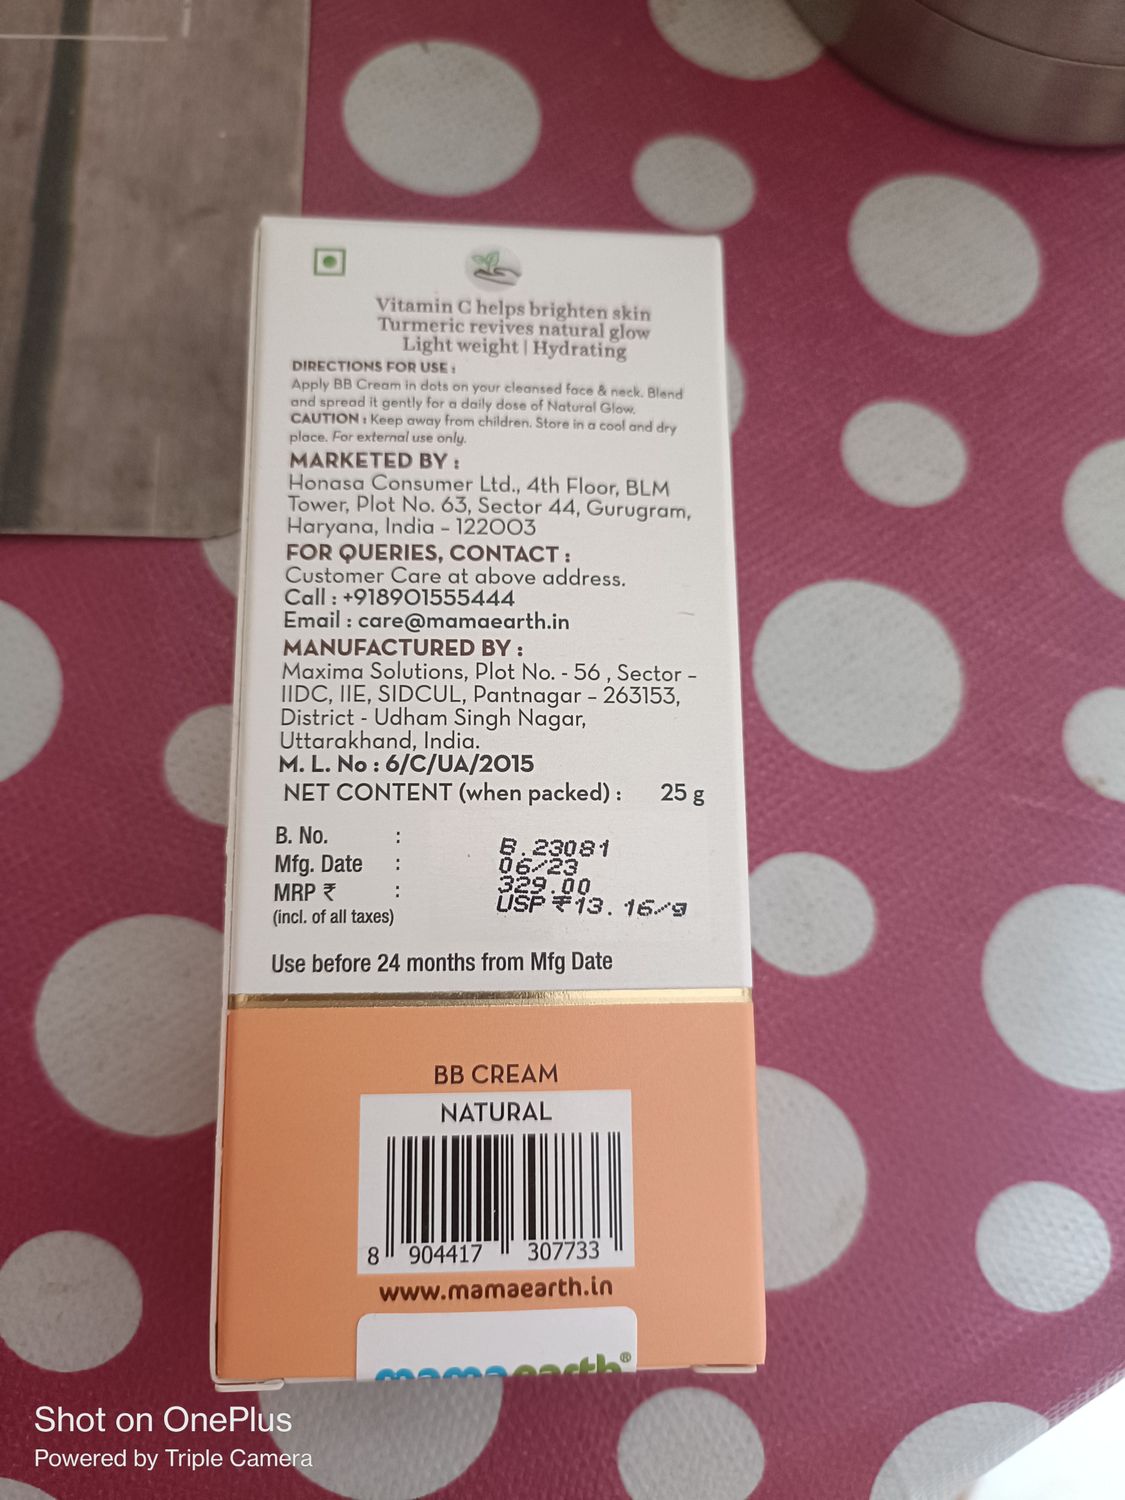 Vitamin C helps brighten skin
Turmeric revives natural glow
Light weight | Hydrating
DIRECTIONS FOR USE :
Apply BB Cream in dots on your cleansed face & neck. Blend
and spread it gently for a daily dose of Natural Glow.
CAUTION : Keep away from children. Store in a cool and dry
place. For external use only.
MARKETED BY :
Honasa Consumer Ltd., 4th Floor, BLM
Tower, Plot No. 63, Sector 44, Gurugram,
Haryana, India - 122003
FOR QUERIES, CONTACT :
Customer Care at above address.
Call : +918901555444
Email : care@mamaearth.in
MANUFACTURED BY :
Maxima Solutions, Plot No. - 56 , Sector -
IIDC, IIE, SIDCUL, Pantnagar - 263153,
District - Udham Singh Nagar,
Uttarakhand, India.
M. L. No : 6/C/UA/2015
NET CONTENT (when packed) : 25 g
B. No. : B.23081
Mfg. Date : 06/23
MRP ₹ : 329.00
(incl. of all taxes) USP ₹13.16/g
Use before 24 months from Mfg Date
BB CREAM
NATURAL
8 904417 307733
www.mamaearth.in
mamaearth®
Shot on OnePlus
Powered by Triple Camera